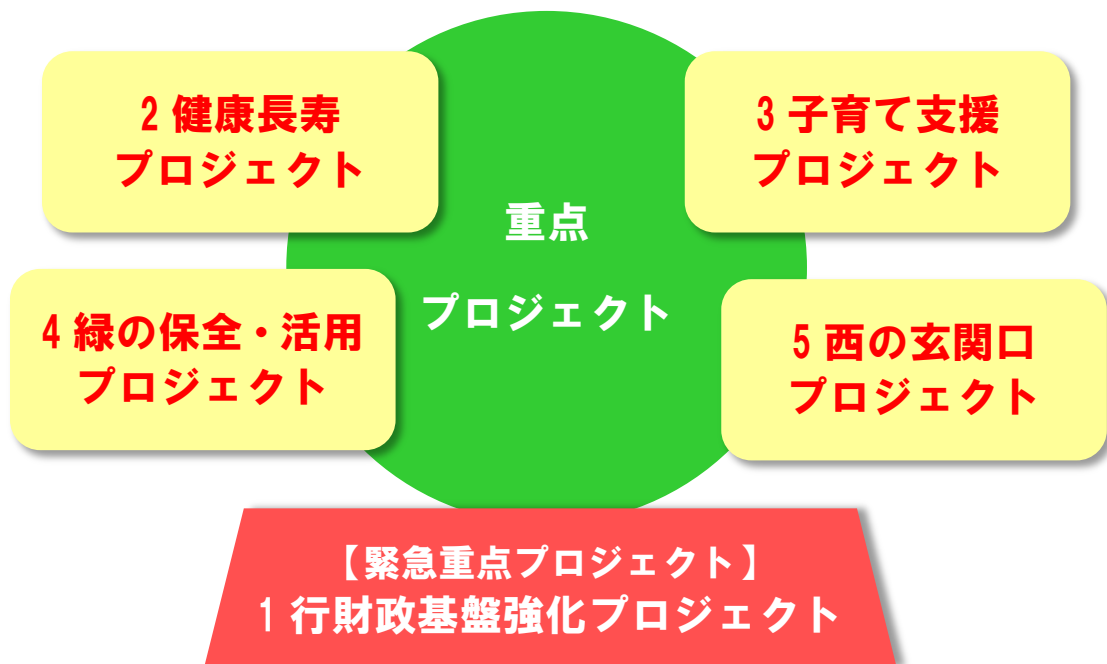 2 健康長寿
プロジェクト
3 子育て支援
プロジェクト
重点
プロジェクト
4 緑の保全・活用
プロジェクト
5 西の玄関口
プロジェクト
【緊急重点プロジェクト】
1 行財政基盤強化プロジェクト